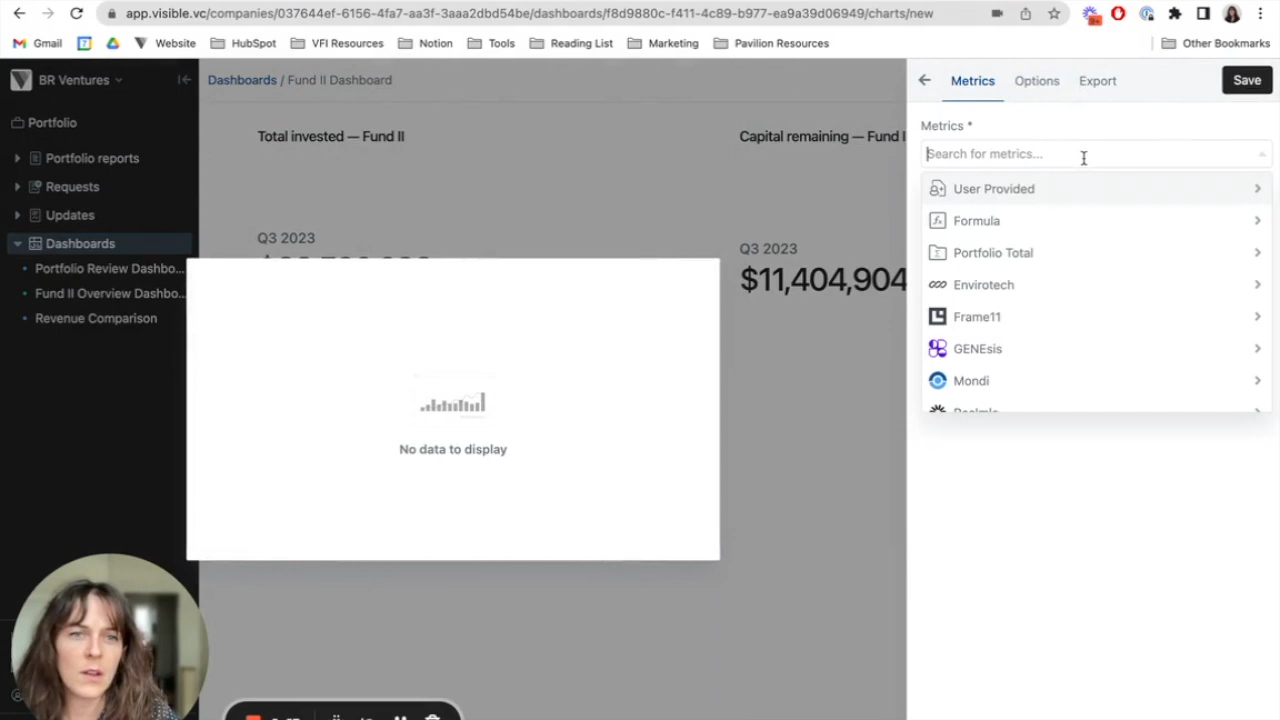 app.visible.vc/companies/037644ef-6156-4fa7-aa3f-3aaa2dbd54be/dashboards/f8d9880c-f411-4c89-b977-ea9a39d06949/charts/new
9+
Gmail
Website
HubSpot
VFI Resources
Notion
Tools
Reading List
Marketing
Pavilion Resources
Other Bookmarks
BR Ventures
Portfolio
Portfolio reports
Requests
Updates
Dashboards
Portfolio Review Dashbo...
Fund II Overview Dashbo...
Revenue Comparison
Dashboards / Fund II Dashboard
Total invested — Fund II
Q3 2023
Capital remaining — Fund I
Q3 2023
$11,404,904
No data to display
Metrics
Options
Export
Save
Metrics *
Search for metrics...
User Provided
Formula
Portfolio Total
Envirotech
Frame11
GENEsis
Mondi